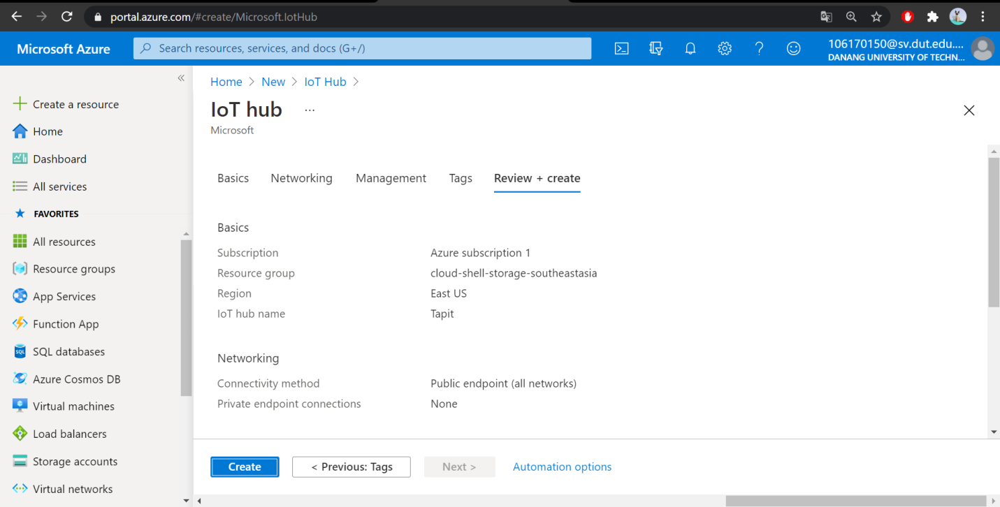 portal.azure.com/#create/Microsoft.IotHub
Microsoft Azure
Search resources, services, and docs (G+/)
106170150@sv.dut.edu....
DANANG UNIVERSITY OF TECHN...
Create a resource
Home
Dashboard
All services
FAVORITES
All resources
Resource groups
App Services
Function App
SQL databases
Azure Cosmos DB
Virtual machines
Load balancers
Storage accounts
Virtual networks
Home > New > IoT Hub >
IoT hub ...
Microsoft
Basics Networking Management Tags Review + create
Basics
Subscription Azure subscription 1
Resource group cloud-shell-storage-southeastasia
Region East US
IoT hub name Tapit
Networking
Connectivity method Public endpoint (all networks)
Private endpoint connections None
Create < Previous: Tags Next > Automation options